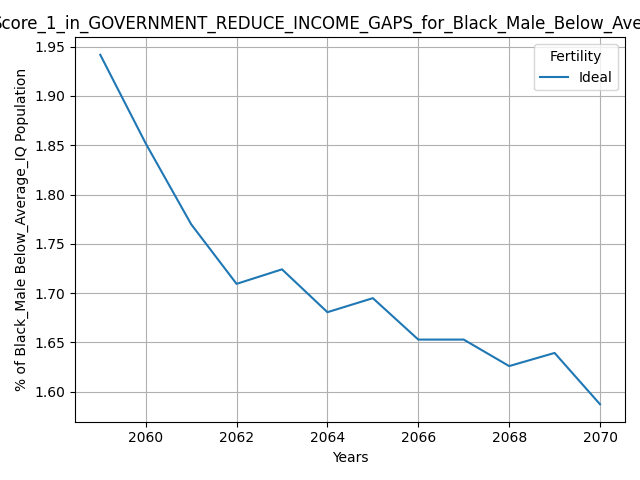 Score_1_in_GOVERNMENT_REDUCE_INCOME_GAPS_for_Black_Male_Below_Ave
Fertility
Ideal
% of Black_Male Below_Average_IQ Population
1.95
1.90
1.85
1.80
1.75
1.70
1.65
1.60
2060 2062 2064 2066 2068 2070
Years